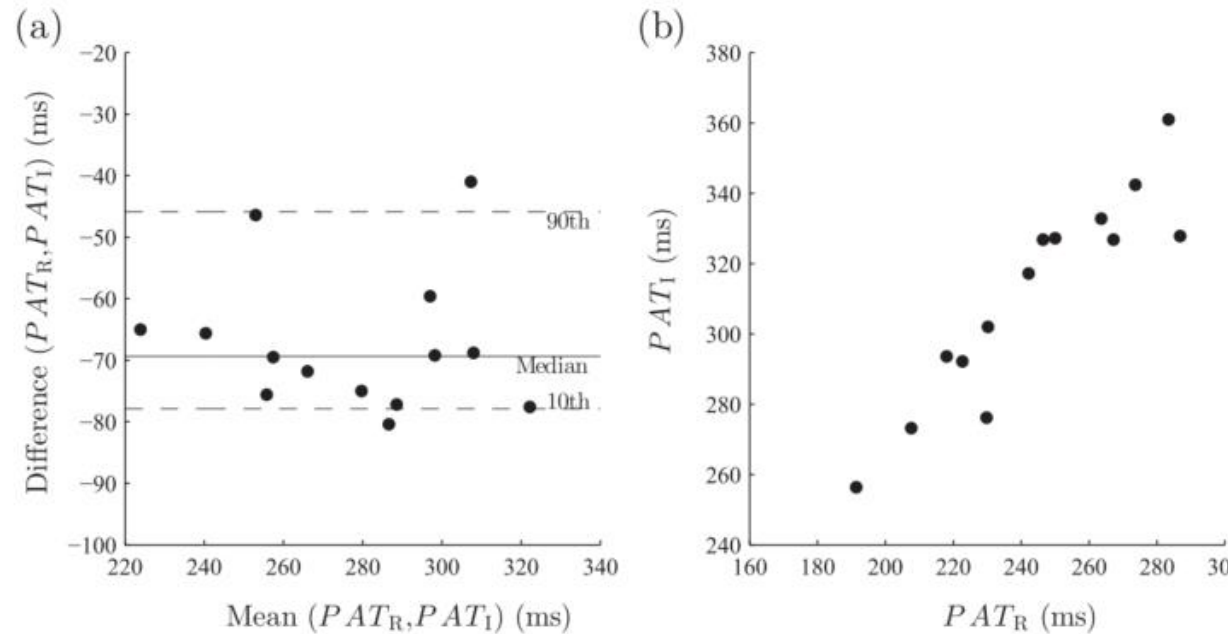 (a)
Difference (PAT_R,PAT_I) (ms)
−20
−30
−40
−50
−60
−70
−80
−90
−100
90th
Median
10th
220 240 260 280 300 320 340
Mean (PAT_R,PAT_I) (ms)
(b)
PAT_I (ms)
380
360
340
320
300
280
260
240
160 180 200 220 240 260 280 30
PAT_R (ms)